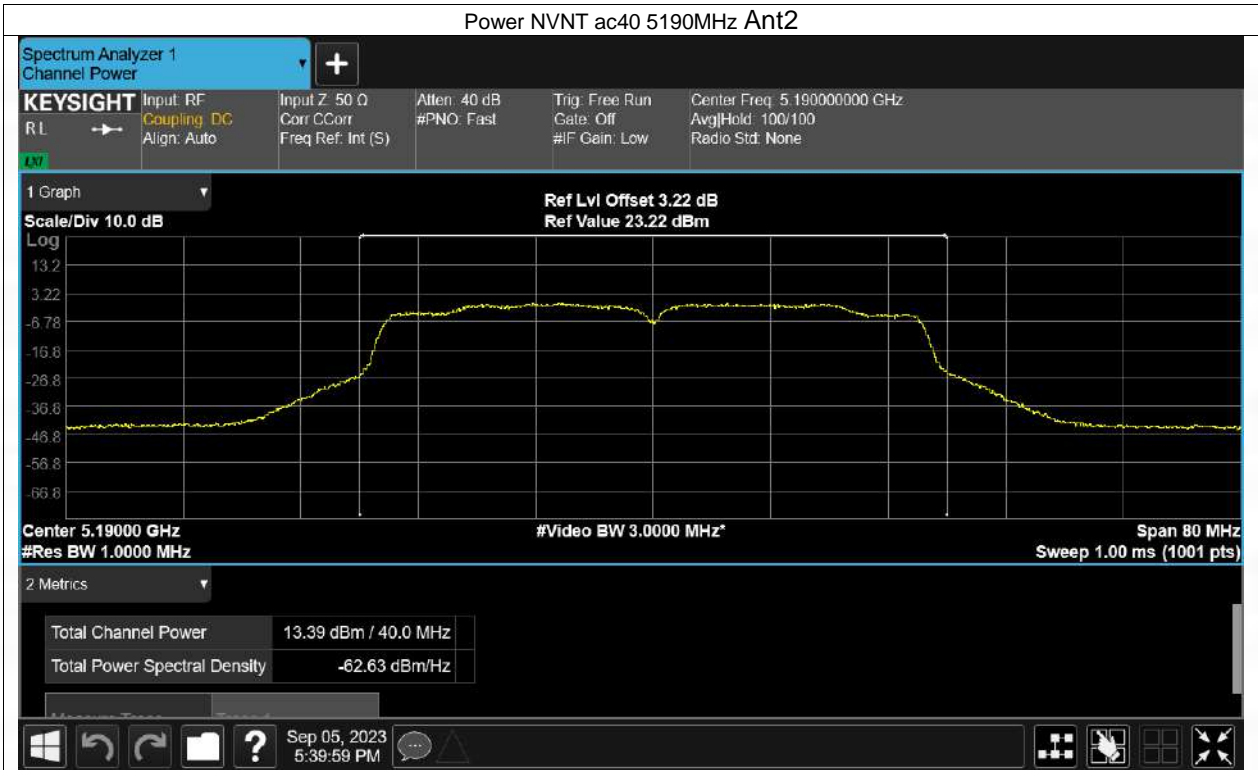 Power NVNT ac40 5190MHz Ant2
Spectrum Analyzer 1
Channel Power
+
KEYSIGHT
RL
LXI
Input: RF
Coupling: DC
Align: Auto
Input Z: 50 Ω
Corr CCorr
Freq Ref: Int (S)
Atten: 40 dB
#PNO: Fast
Trig: Free Run
Gate: Off
#IF Gain: Low
Center Freq: 5.190000000 GHz
Avg|Hold: 100/100
Radio Std: None
1 Graph
Scale/Div 10.0 dB
Ref Lvl Offset 3.22 dB
Ref Value 23.22 dBm
Log
13.2
3.22
-6.78
-16.8
-26.8
-36.8
-46.8
-56.8
-66.8
Center 5.19000 GHz
#Res BW 1.0000 MHz
#Video BW 3.0000 MHz*
Span 80 MHz
Sweep 1.00 ms (1001 pts)
2 Metrics
Total Channel Power 13.39 dBm / 40.0 MHz
Total Power Spectral Density -62.63 dBm/Hz
?
Sep 05, 2023
5:39:59 PM